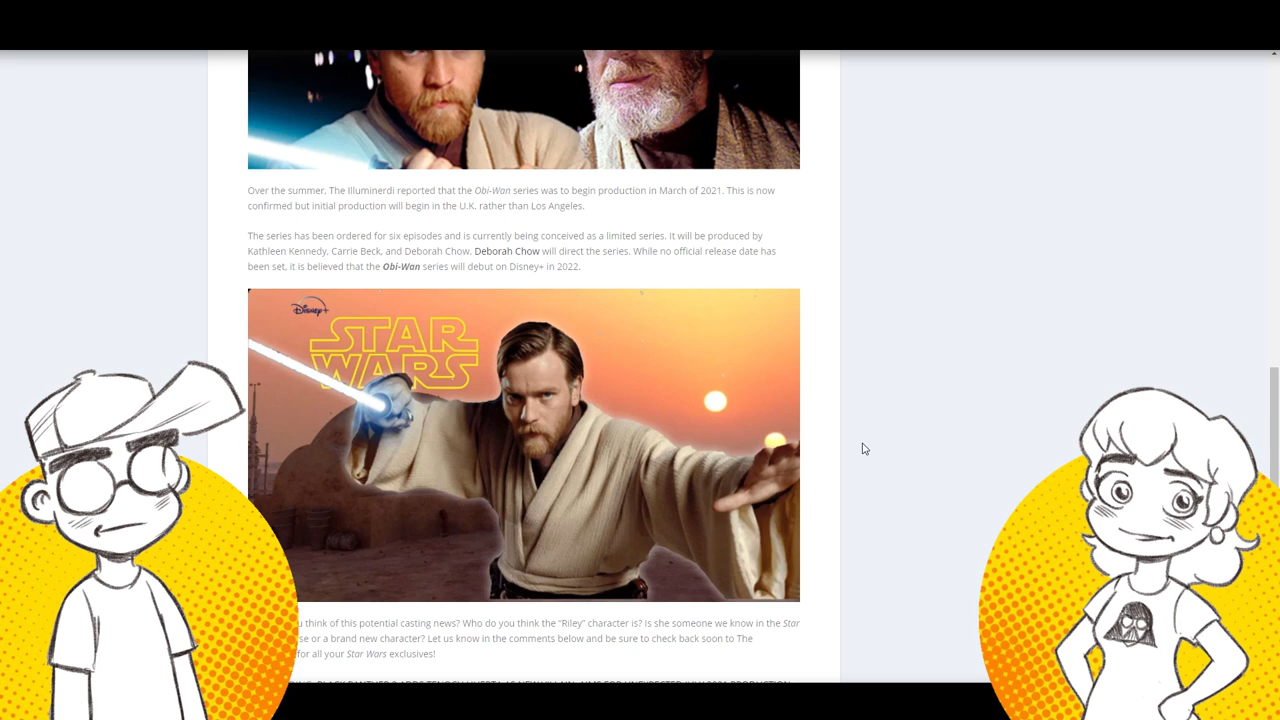 Over the summer, The Illuminerdi reported that the Obi-Wan series was to begin production in March of 2021. This is now
confirmed but initial production will begin in the U.K. rather than Los Angeles.
The series has been ordered for six episodes and is currently being conceived as a limited series. It will be produced by
Kathleen Kennedy, Carrie Beck, and Deborah Chow. Deborah Chow will direct the series. While no official release date has
been set, it is believed that the Obi-Wan series will debut on Disney+ in 2022.
Disney+
STAR
WARS
think of this potential casting news? Who do you think the “Riley” character is? Is she someone we know in the Star
or a brand new character? Let us know in the comments below and be sure to check back soon to The
for all your Star Wars exclusives!